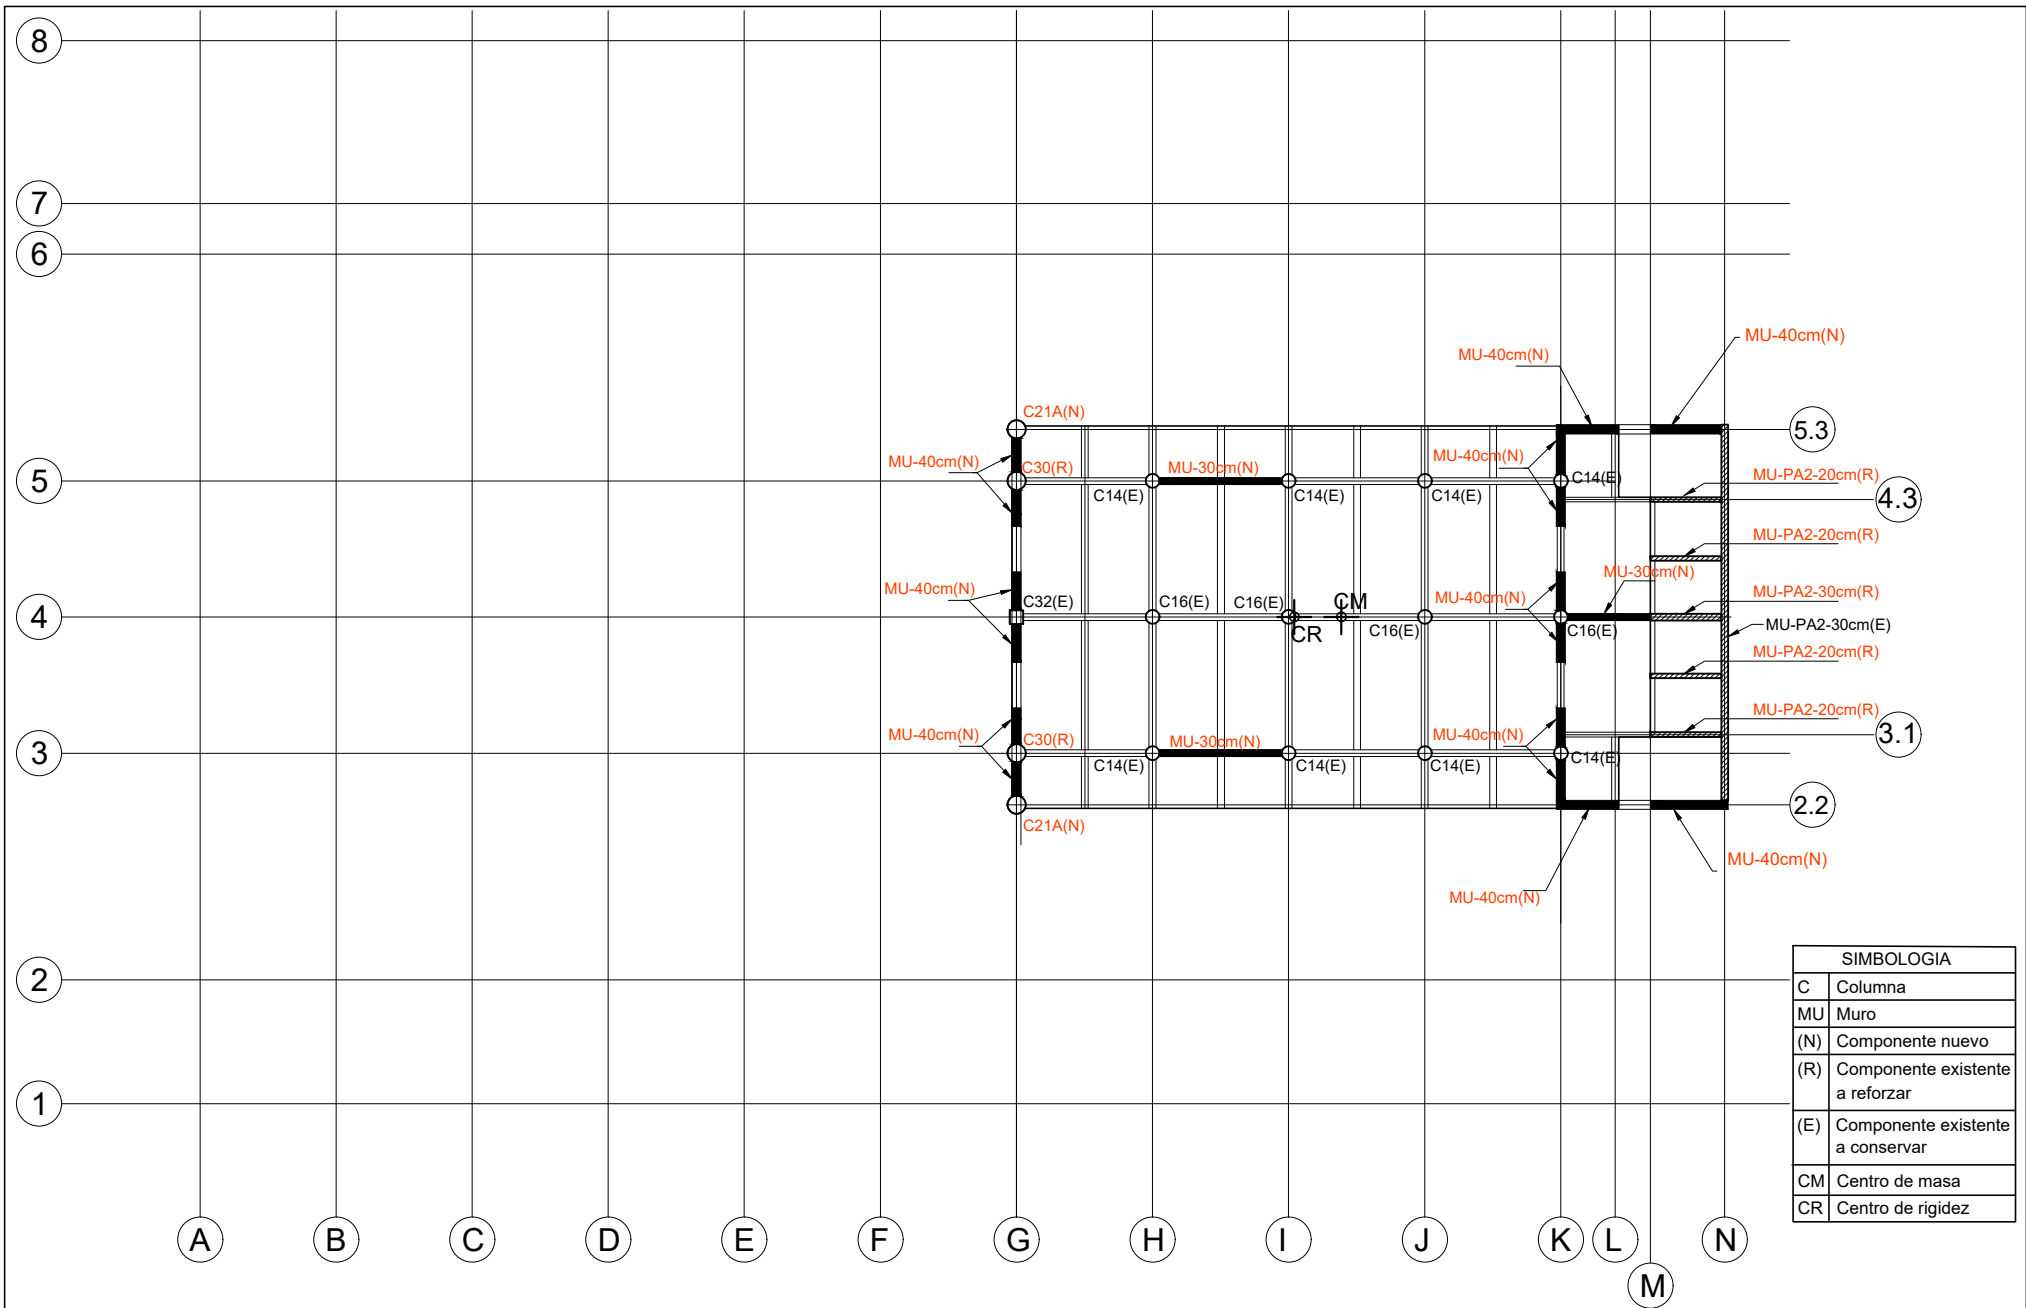 8
7
6
MU-40cm(N)
MU-40cm(N)
C21A(N)
5.3
MU-40cm(N)
C30(R)
MU-30cm(N)
MU-40cm(N)
C14(E)
MU-PA2-20cm(R)
5
C14(E)
C14(E)
C14(E)
4.3
MU-PA2-20cm(R)
MU-40cm(N)
MU-30cm(N)
C32(E)
C16(E)
C16(E)
CM
MU-40cm(N)
MU-PA2-30cm(R)
4
CR
C16(E)
C16(E)
MU-PA2-30cm(E)
MU-PA2-20cm(R)
MU-PA2-20cm(R)
MU-40cm(N)
C30(R)
MU-30cm(N)
MU-40cm(N)
3.1
3
C14(E)
C14(E)
C14(E)
C14(E)
2.2
C21A(N)
MU-40cm(N)
MU-40cm(N)
2
1
SIMBOLOGIA
C Columna
MU Muro
(N) Componente nuevo
(R) Componente existente
a reforzar
(E) Componente existente
a conservar
CM Centro de masa
CR Centro de rigidez
A B C D E F G H I J K L N
M